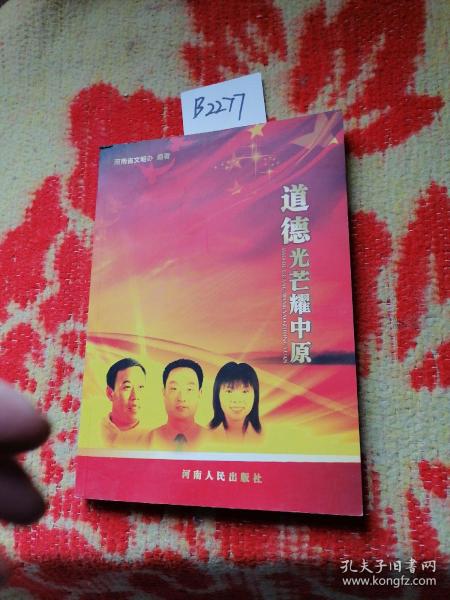 B2277
河南省文明办 编著
道德光芒耀中原
河南人民出版社
孔夫子旧书网
www.kongfz.com